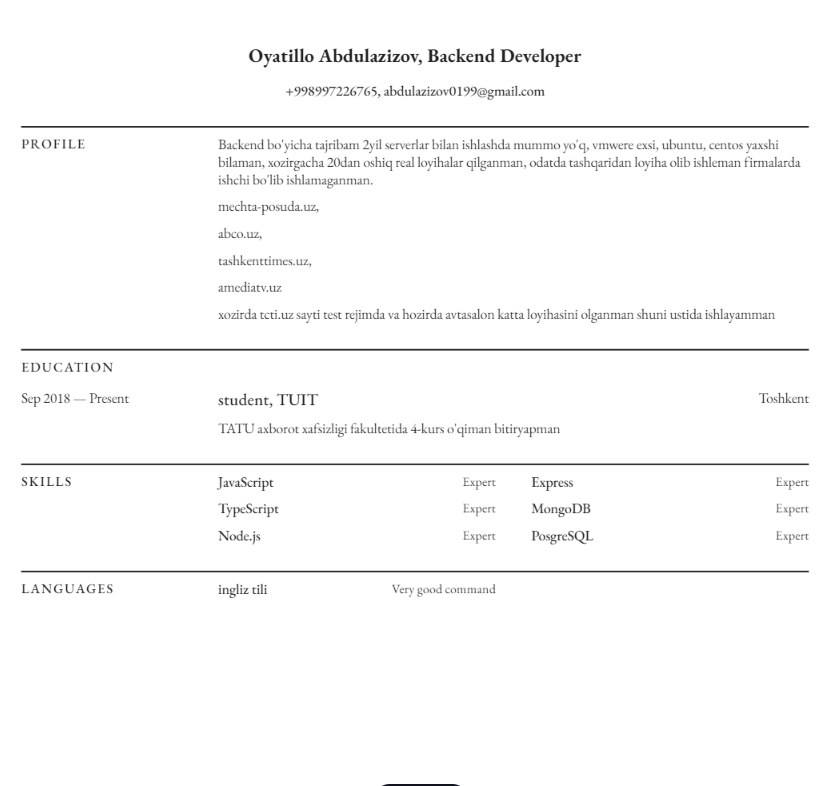 Oyatillo Abdulazizov, Backend Developer
+998997226765, abdulazizov0199@gmail.com
PROFILE
Backend bo'yicha tajribam 2yil serverlar bilan ishlashda mummo yo'q, vmwere exsi, ubuntu, centos yaxshi
bilaman, xozirgacha 20dan oshiq real loyihalar qilganman, odatda tashqaridan loyiha olib ishleman firmalarda
ishchi bo'lib ishlamaganman.
mechta-posuda.uz,
abco.uz,
tashkenttimes.uz,
amediatv.uz
xozirda tcti.uz sayti test rejimda va hozirda avtasalon katta loyihasini olganman shuni ustida ishlayamman
EDUCATION
Sep 2018 — Present student, TUIT Toshkent
TATU axborot xafsizligi fakultetida 4-kurs o'qiman bitiryapman
SKILLS JavaScript Expert Express Expert
TypeScript Expert MongoDB Expert
Node.js Expert PosgreSQL Expert
LANGUAGES ingliz tili Very good command